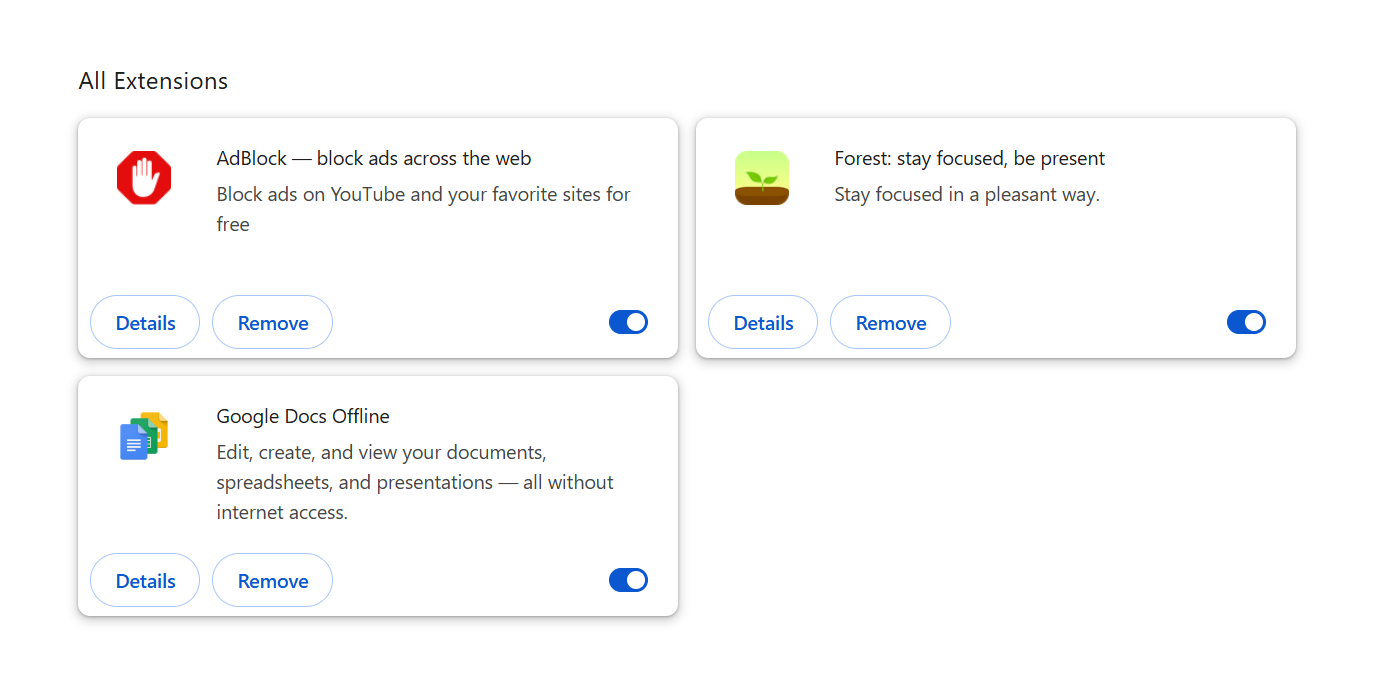 All Extensions
AdBlock — block ads across the web
Block ads on YouTube and your favorite sites for
free
Details
Remove
Forest: stay focused, be present
Stay focused in a pleasant way.
Details
Remove
Google Docs Offline
Edit, create, and view your documents,
spreadsheets, and presentations — all without
internet access.
Details
Remove